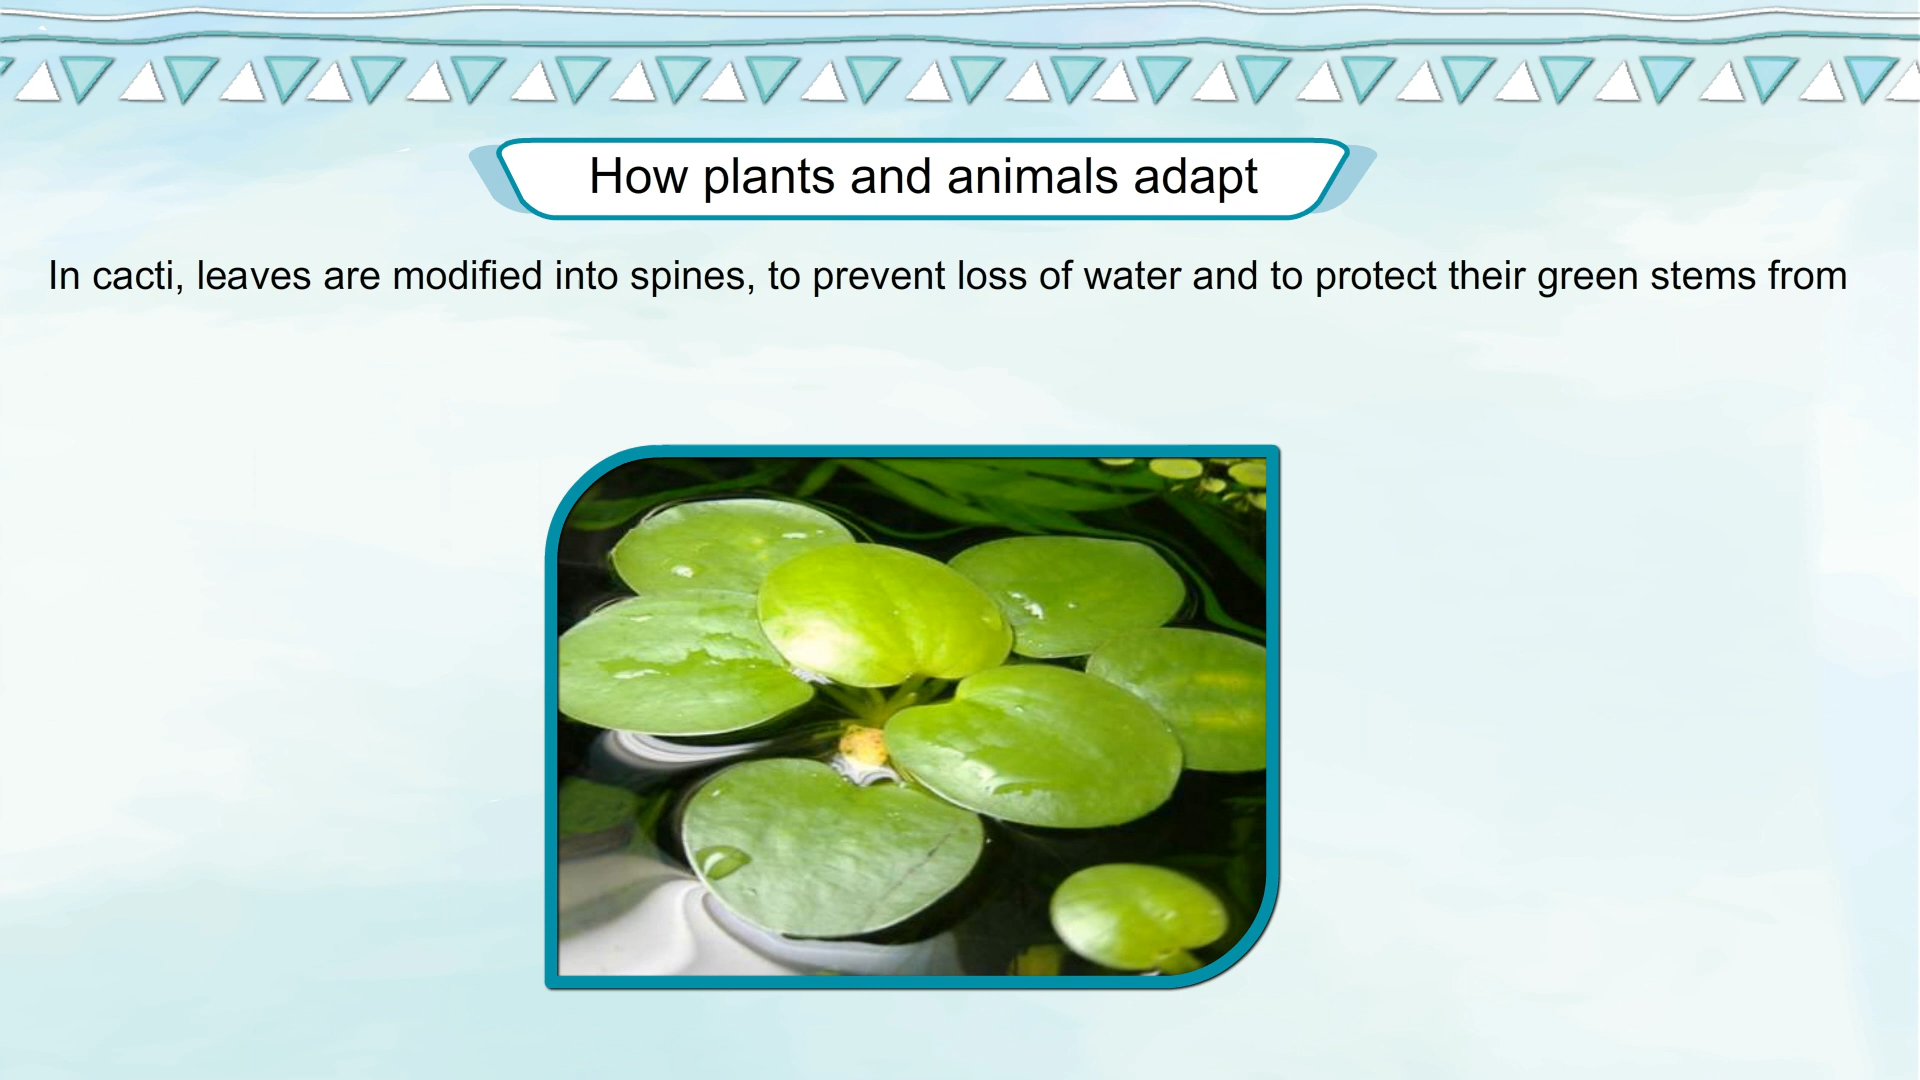 How plants and animals adapt
In cacti, leaves are modified into spines, to prevent loss of water and to protect their green stems from